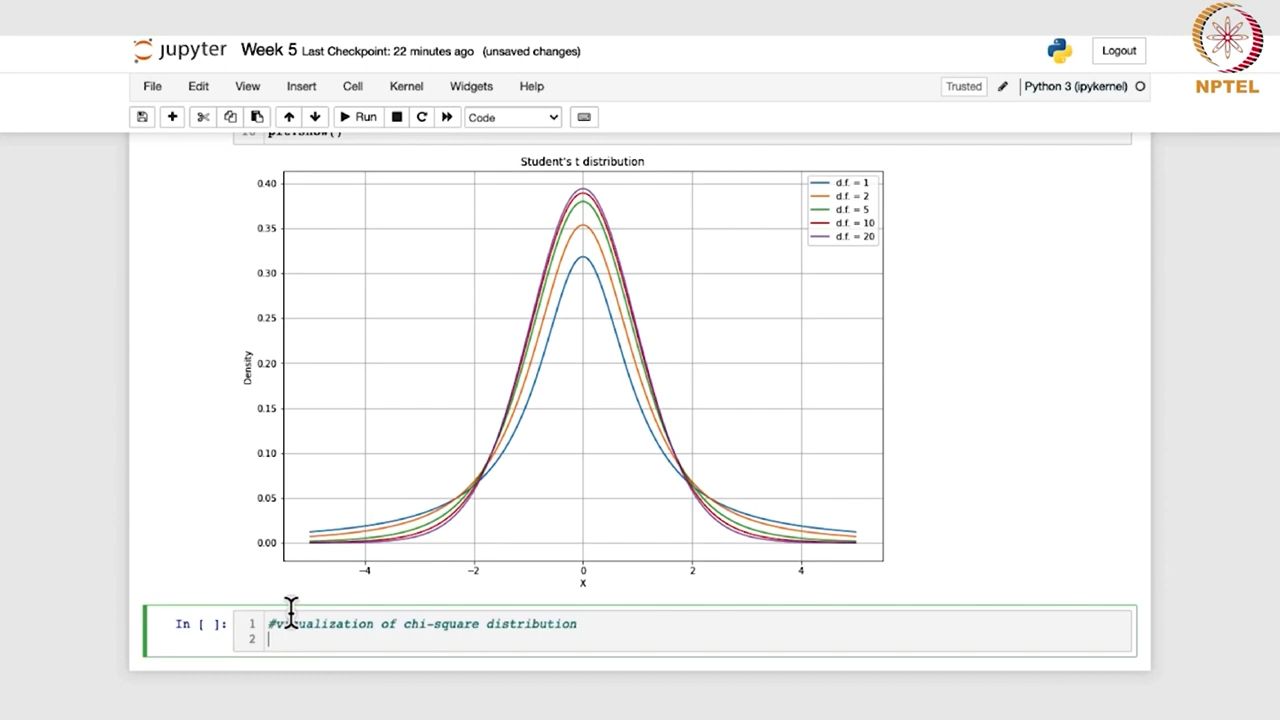 jupyter Week 5 Last Checkpoint: 22 minutes ago (unsaved changes)
Logout
NPTEL
File Edit View Insert Cell Kernel Widgets Help
Trusted Python 3 (ipykernel)
Run Code
Student's t distribution
d.f. = 1
d.f. = 2
d.f. = 5
d.f. = 10
d.f. = 20
0.40
0.35
0.30
0.25
0.20
0.15
0.10
0.05
0.00
Density
−4 −2 0 2 4
X
In [ ]:
1 #visualization of chi-square distribution
2